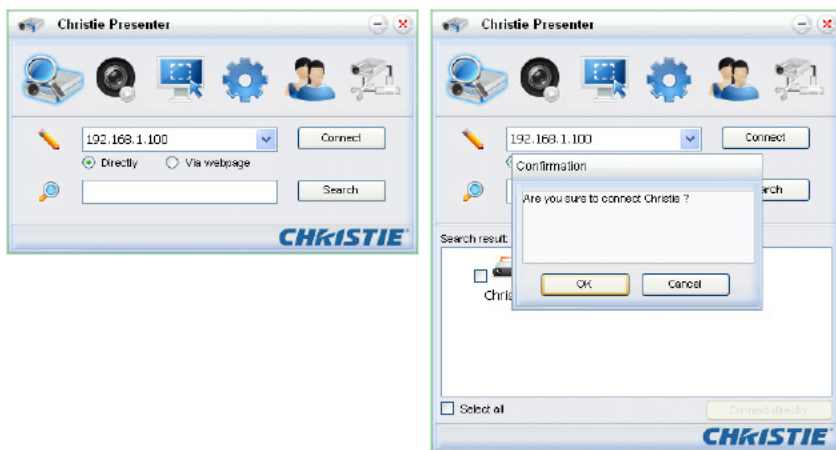 Christie Presenter
192.168.1.100
Connect
Directly
Via webpage
Search
CHRISTIE
Christie Presenter
192.168.1.100
Connect
Confirmation
Are you sure to connect Christie ?
OK
Cancel
Search result:
Select all
Connect directly
CHRISTIE